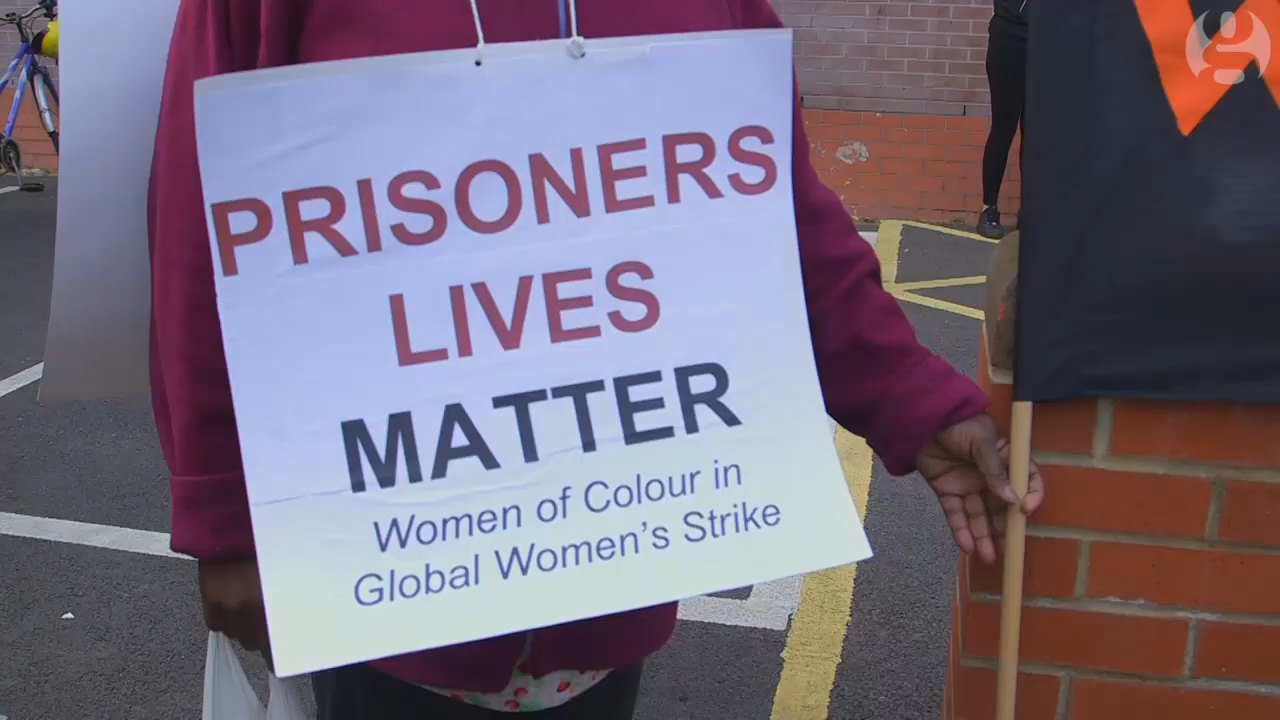 PRISONERS
LIVES
MATTER
Women of Colour in
Global Women's Strike